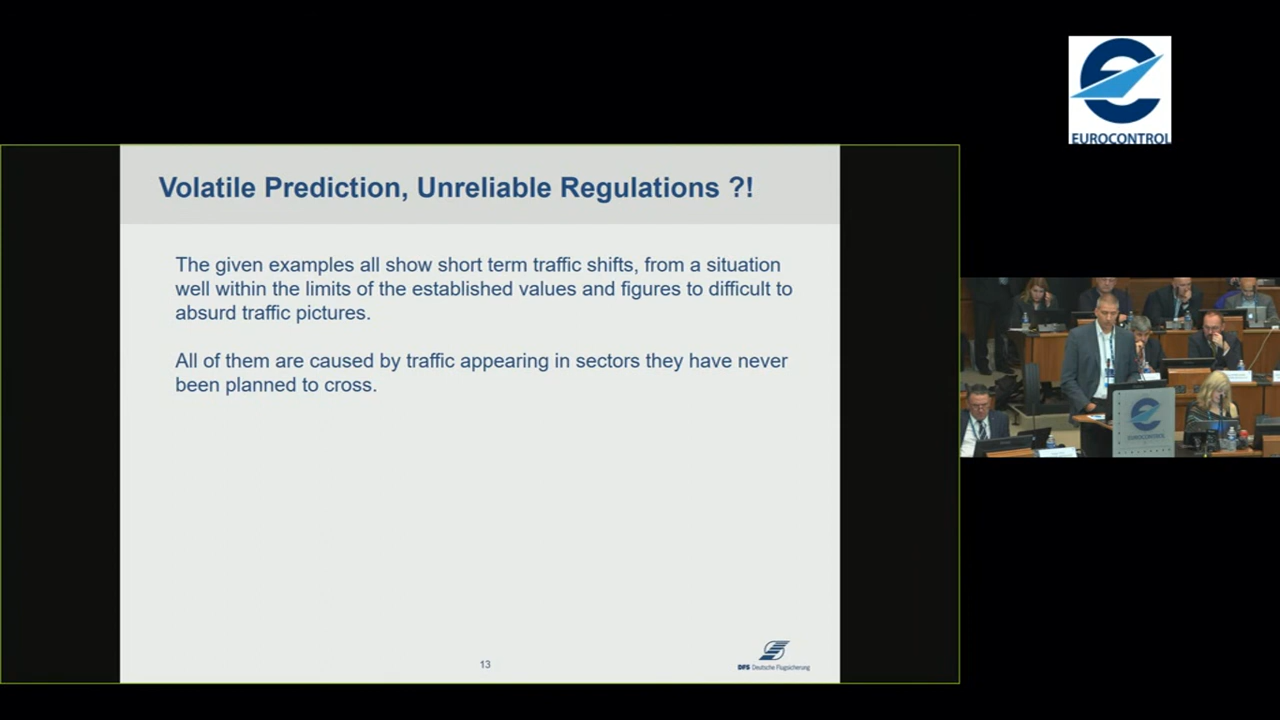 EUROCONTROL
Volatile Prediction, Unreliable Regulations ?!
The given examples all show short term traffic shifts, from a situation
well within the limits of the established values and figures to difficult to
absurd traffic pictures.
All of them are caused by traffic appearing in sectors they have never
been planned to cross.
EUROCONTROL
13
DFS Deutsche Flugsicherung